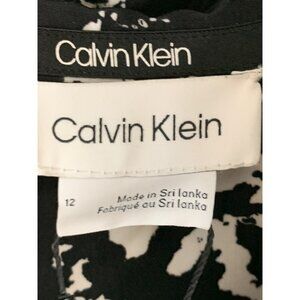 Calvin Klein
Calvin Klein
12
Made in Sri lanka
Fabriqué au Sri lanka